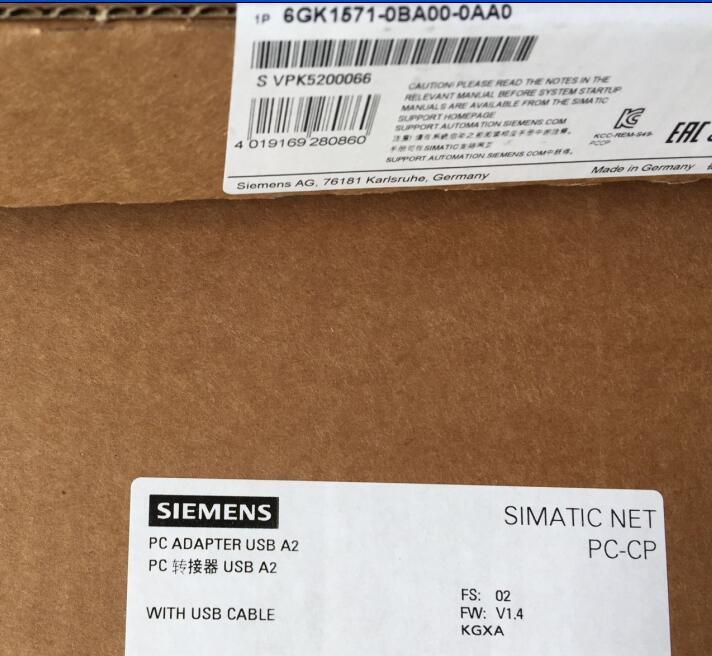 1P 6GK1571-0BA00-0AA0
S VPK5200066
4 019169 280860
CAUTION! PLEASE READ THE NOTES IN THE
RELEVANT MANUAL BEFORE SYSTEM STARTUP
MANUALS ARE AVAILABLE FROM THE SIMATIC
SUPPORT HOMEPAGE
SUPPORT.AUTOMATION.SIEMENS.COM
SUPPORT.AUTOMATION.SIEMENS.COM
KCC-REM-S49-
PCCP
EAC
Siemens AG, 76181 Karlsruhe, Germany
Made in Germany
SIEMENS
SIMATIC NET
PC-CP
PC ADAPTER USB A2
PC 转接器 USB A2
WITH USB CABLE
FS: 02
FW: V1.4
KGXA